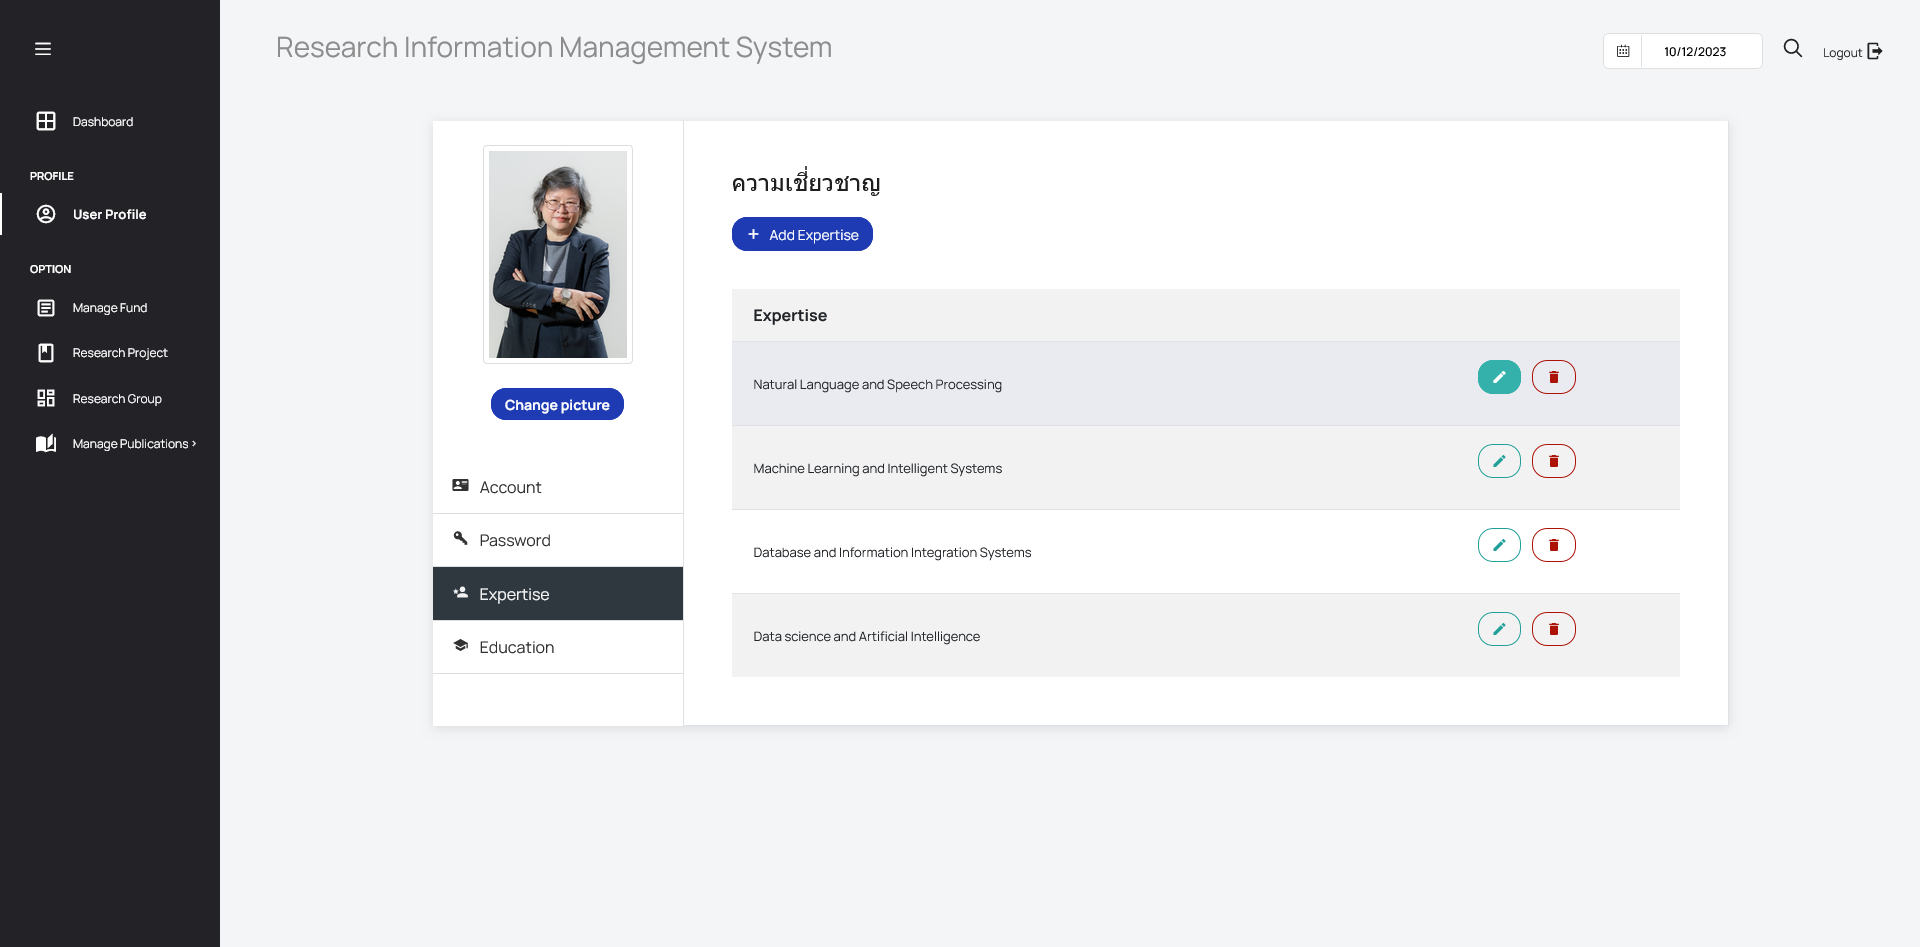 Research Information Management System
10/12/2023
Logout
Dashboard
PROFILE
User Profile
OPTION
Manage Fund
Research Project
Research Group
Manage Publications ›
Change picture
Account
Password
Expertise
Education
ความเชี่ยวชาญ
+ Add Expertise
Expertise
Natural Language and Speech Processing
Machine Learning and Intelligent Systems
Database and Information Integration Systems
Data science and Artificial Intelligence